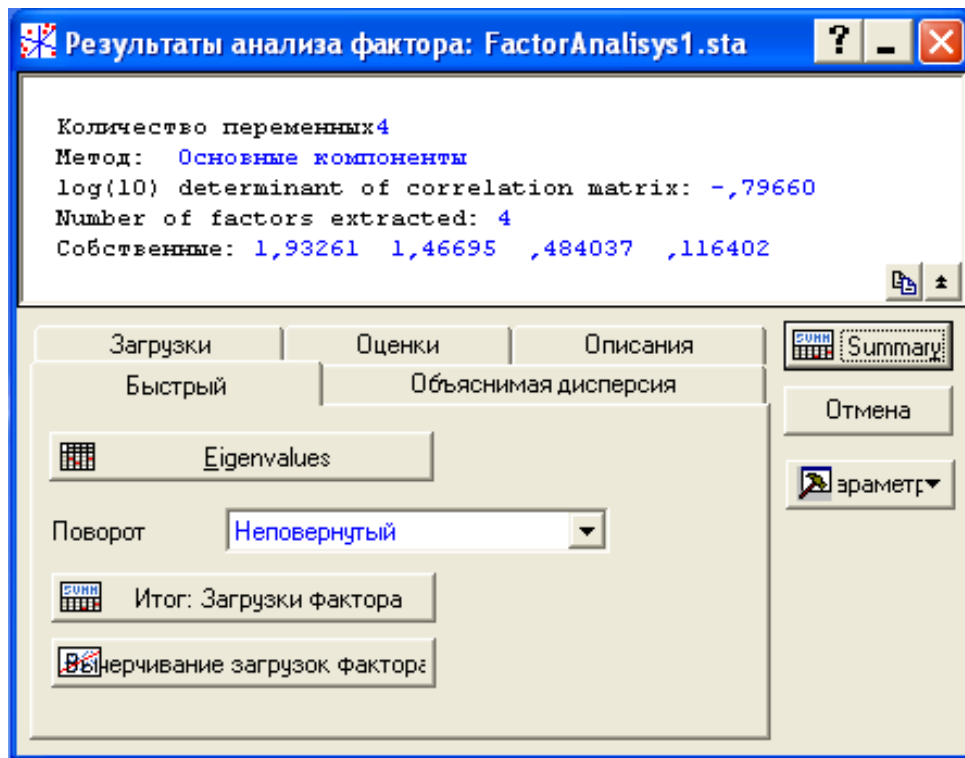 Результаты анализа фактора: FactorAnalisys1.sta
Количество переменных4
Метод: Основные компоненты
log(10) determinant of correlation matrix: -,79660
Number of factors extracted: 4
Собственные: 1,93261 1,46695 ,484037 ,116402
Загрузки Оценки Описания
Быстрый Объяснимая дисперсия
Summary
Отмена
араметр
Eigenvalues
Поворот Неповернутый
Итог: Загрузки фактора
Вычерчивание загрузок фактора